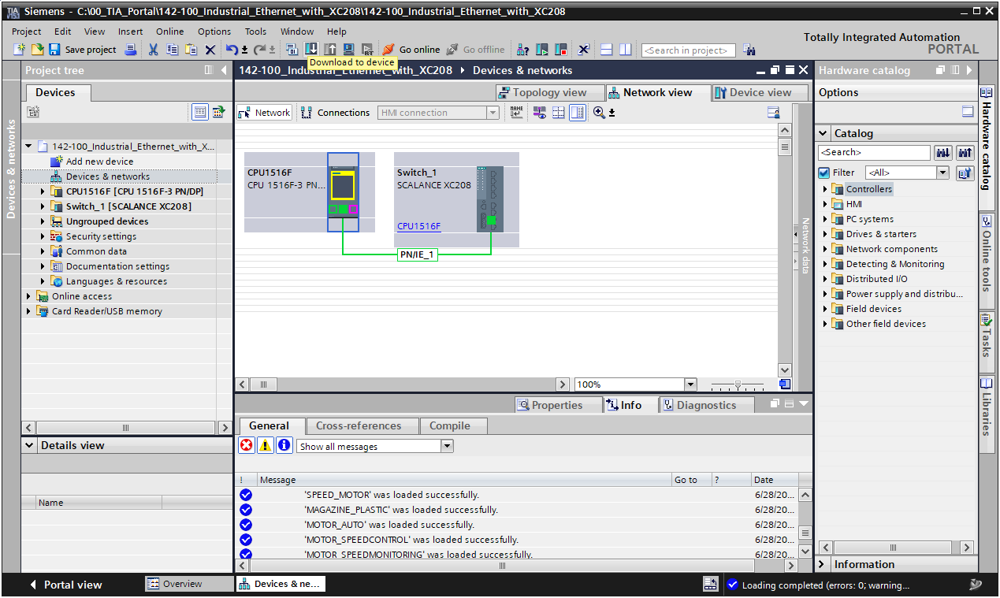 Siemens - C:\00_TIA_Portal\142-100_Industrial_Ethernet_with_XC208\142-100_Industrial_Ethernet_with_XC208
Project Edit View Insert Online Options Tools Window Help
Totally Integrated Automation
PORTAL
Save project
Go online
Go offline
<Search in project>
Download to device
Project tree
142-100_Industrial_Ethernet_with_XC208 Devices & networks
Hardware catalog
Devices
Options
Topology view
Network view
Device view
Network
Connections
HMI connection
Devices & networks
142-100_Industrial_Ethernet_with_X...
Add new device
Devices & networks
CPU1516F [CPU 1516F-3 PN/DP]
Switch_1 [SCALANCE XC208]
Ungrouped devices
Security settings
Common data
Documentation settings
Languages & resources
Online access
Card Reader/USB memory
CPU1516F
CPU 1516F-3 PN...
Switch_1
SCALANCE XC208
CPU1516F
PN/IE_1
Network data
100%
Catalog
<Search>
Filter
<All>
Controllers
HMI
PC systems
Drives & starters
Network components
Detecting & Monitoring
Distributed I/O
Power supply and distribu...
Field devices
Other field devices
Hardware catalog
Online tools
Tasks
Libraries
Properties
Info
Diagnostics
General
Cross-references
Compile
Show all messages
! Message Go to ? Date
'SPEED_MOTOR' was loaded successfully. 6/28/20...
'MAGAZINE_PLASTIC' was loaded successfully. 6/28/20...
'MOTOR_AUTO' was loaded successfully. 6/28/20...
'MOTOR_SPEEDCONTROL' was loaded successfully. 6/28/20...
'MOTOR_SPEEDMONITORING' was loaded successfully. 6/28/20...
Details view
Name
Information
Portal view
Overview
Devices & ne...
Loading completed (errors: 0; warning...